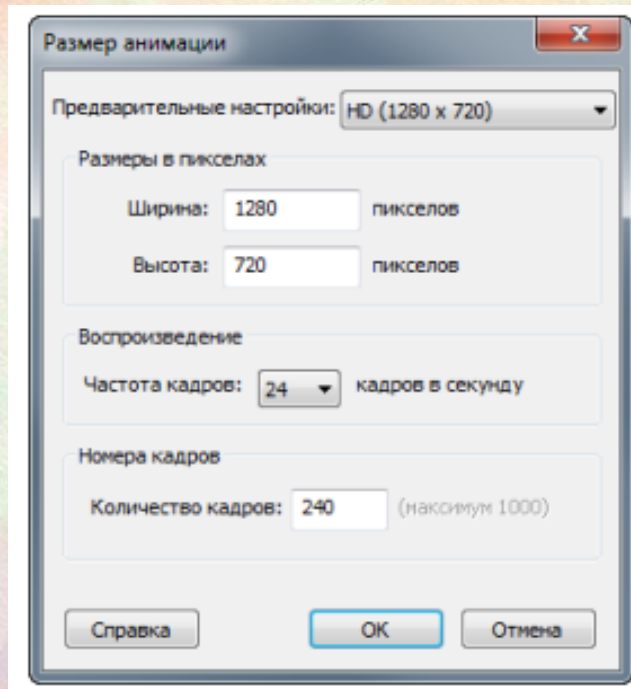 Размер анимации
Предварительные настройки: HD (1280 x 720)
Размеры в пикселах
Ширина: 1280 пикселов
Высота: 720 пикселов
Воспроизведение
Частота кадров: 24 кадров в секунду
Номера кадров
Количество кадров: 240 (максимум 1000)
Справка OK Отмена